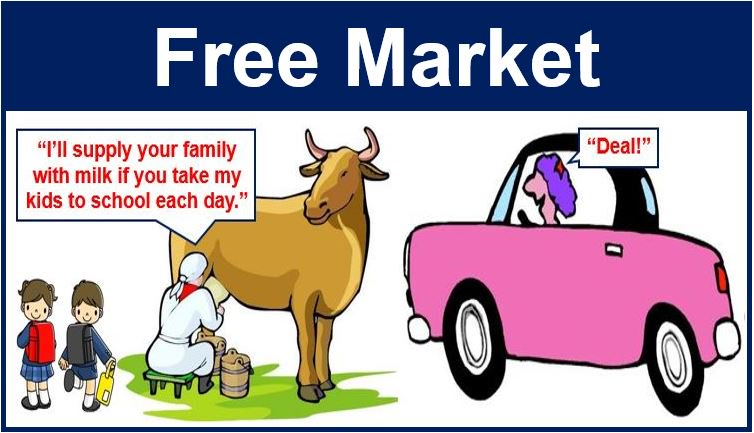 Free Market
“I’ll supply your family
with milk if you take my
kids to school each day.”
“Deal!”